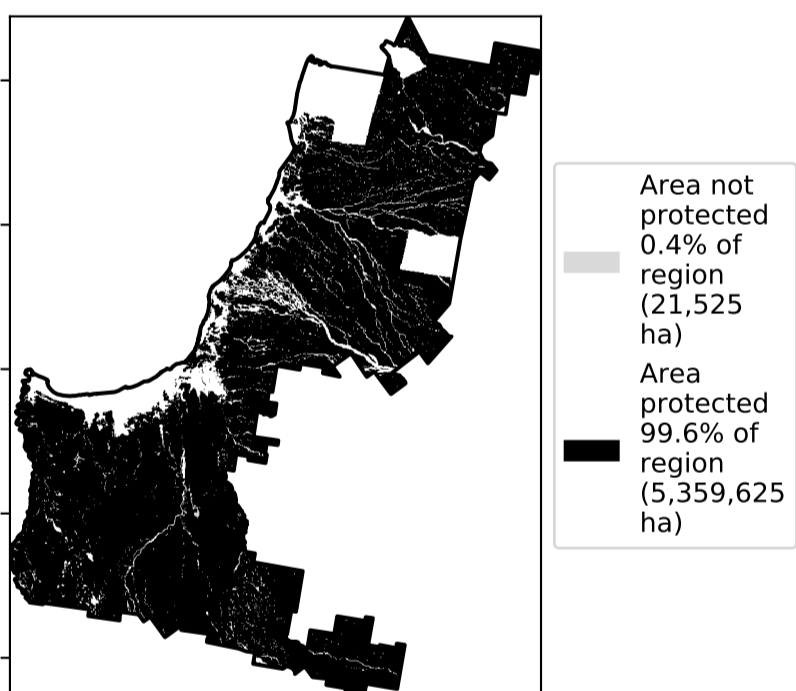 Area not
protected
0.4% of
region
(21,525
ha)
Area
protected
99.6% of
region
(5,359,625
ha)